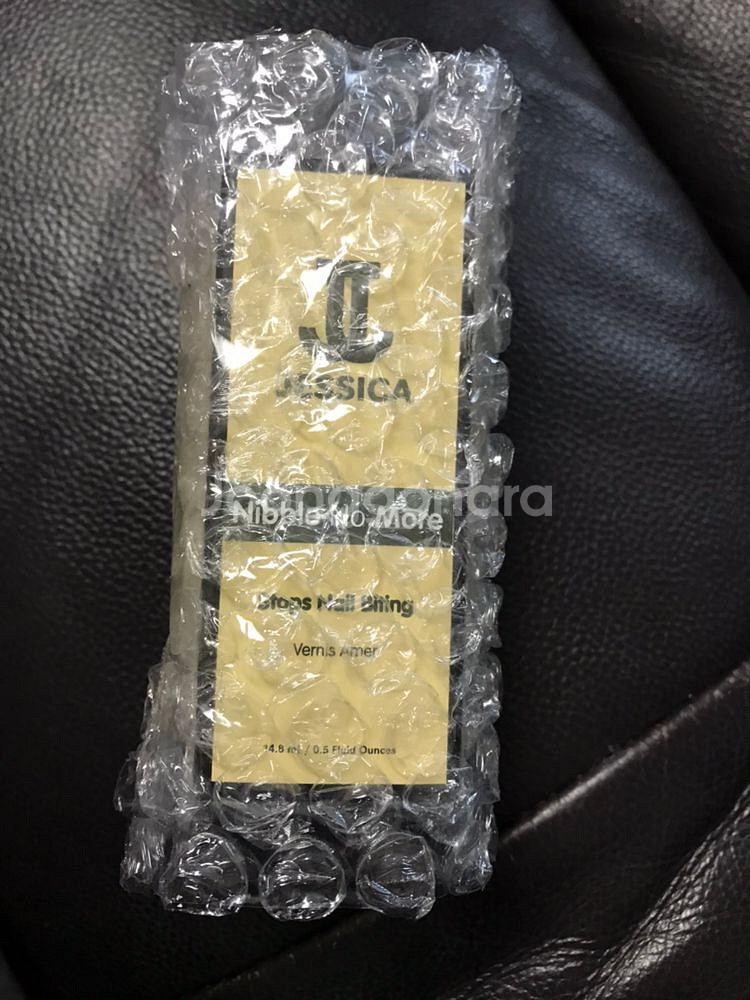 JESSICA
Nibble No More
Stops Nail Biting
Vernis Amer
14.8 ml / 0.5 Fluid Ounces